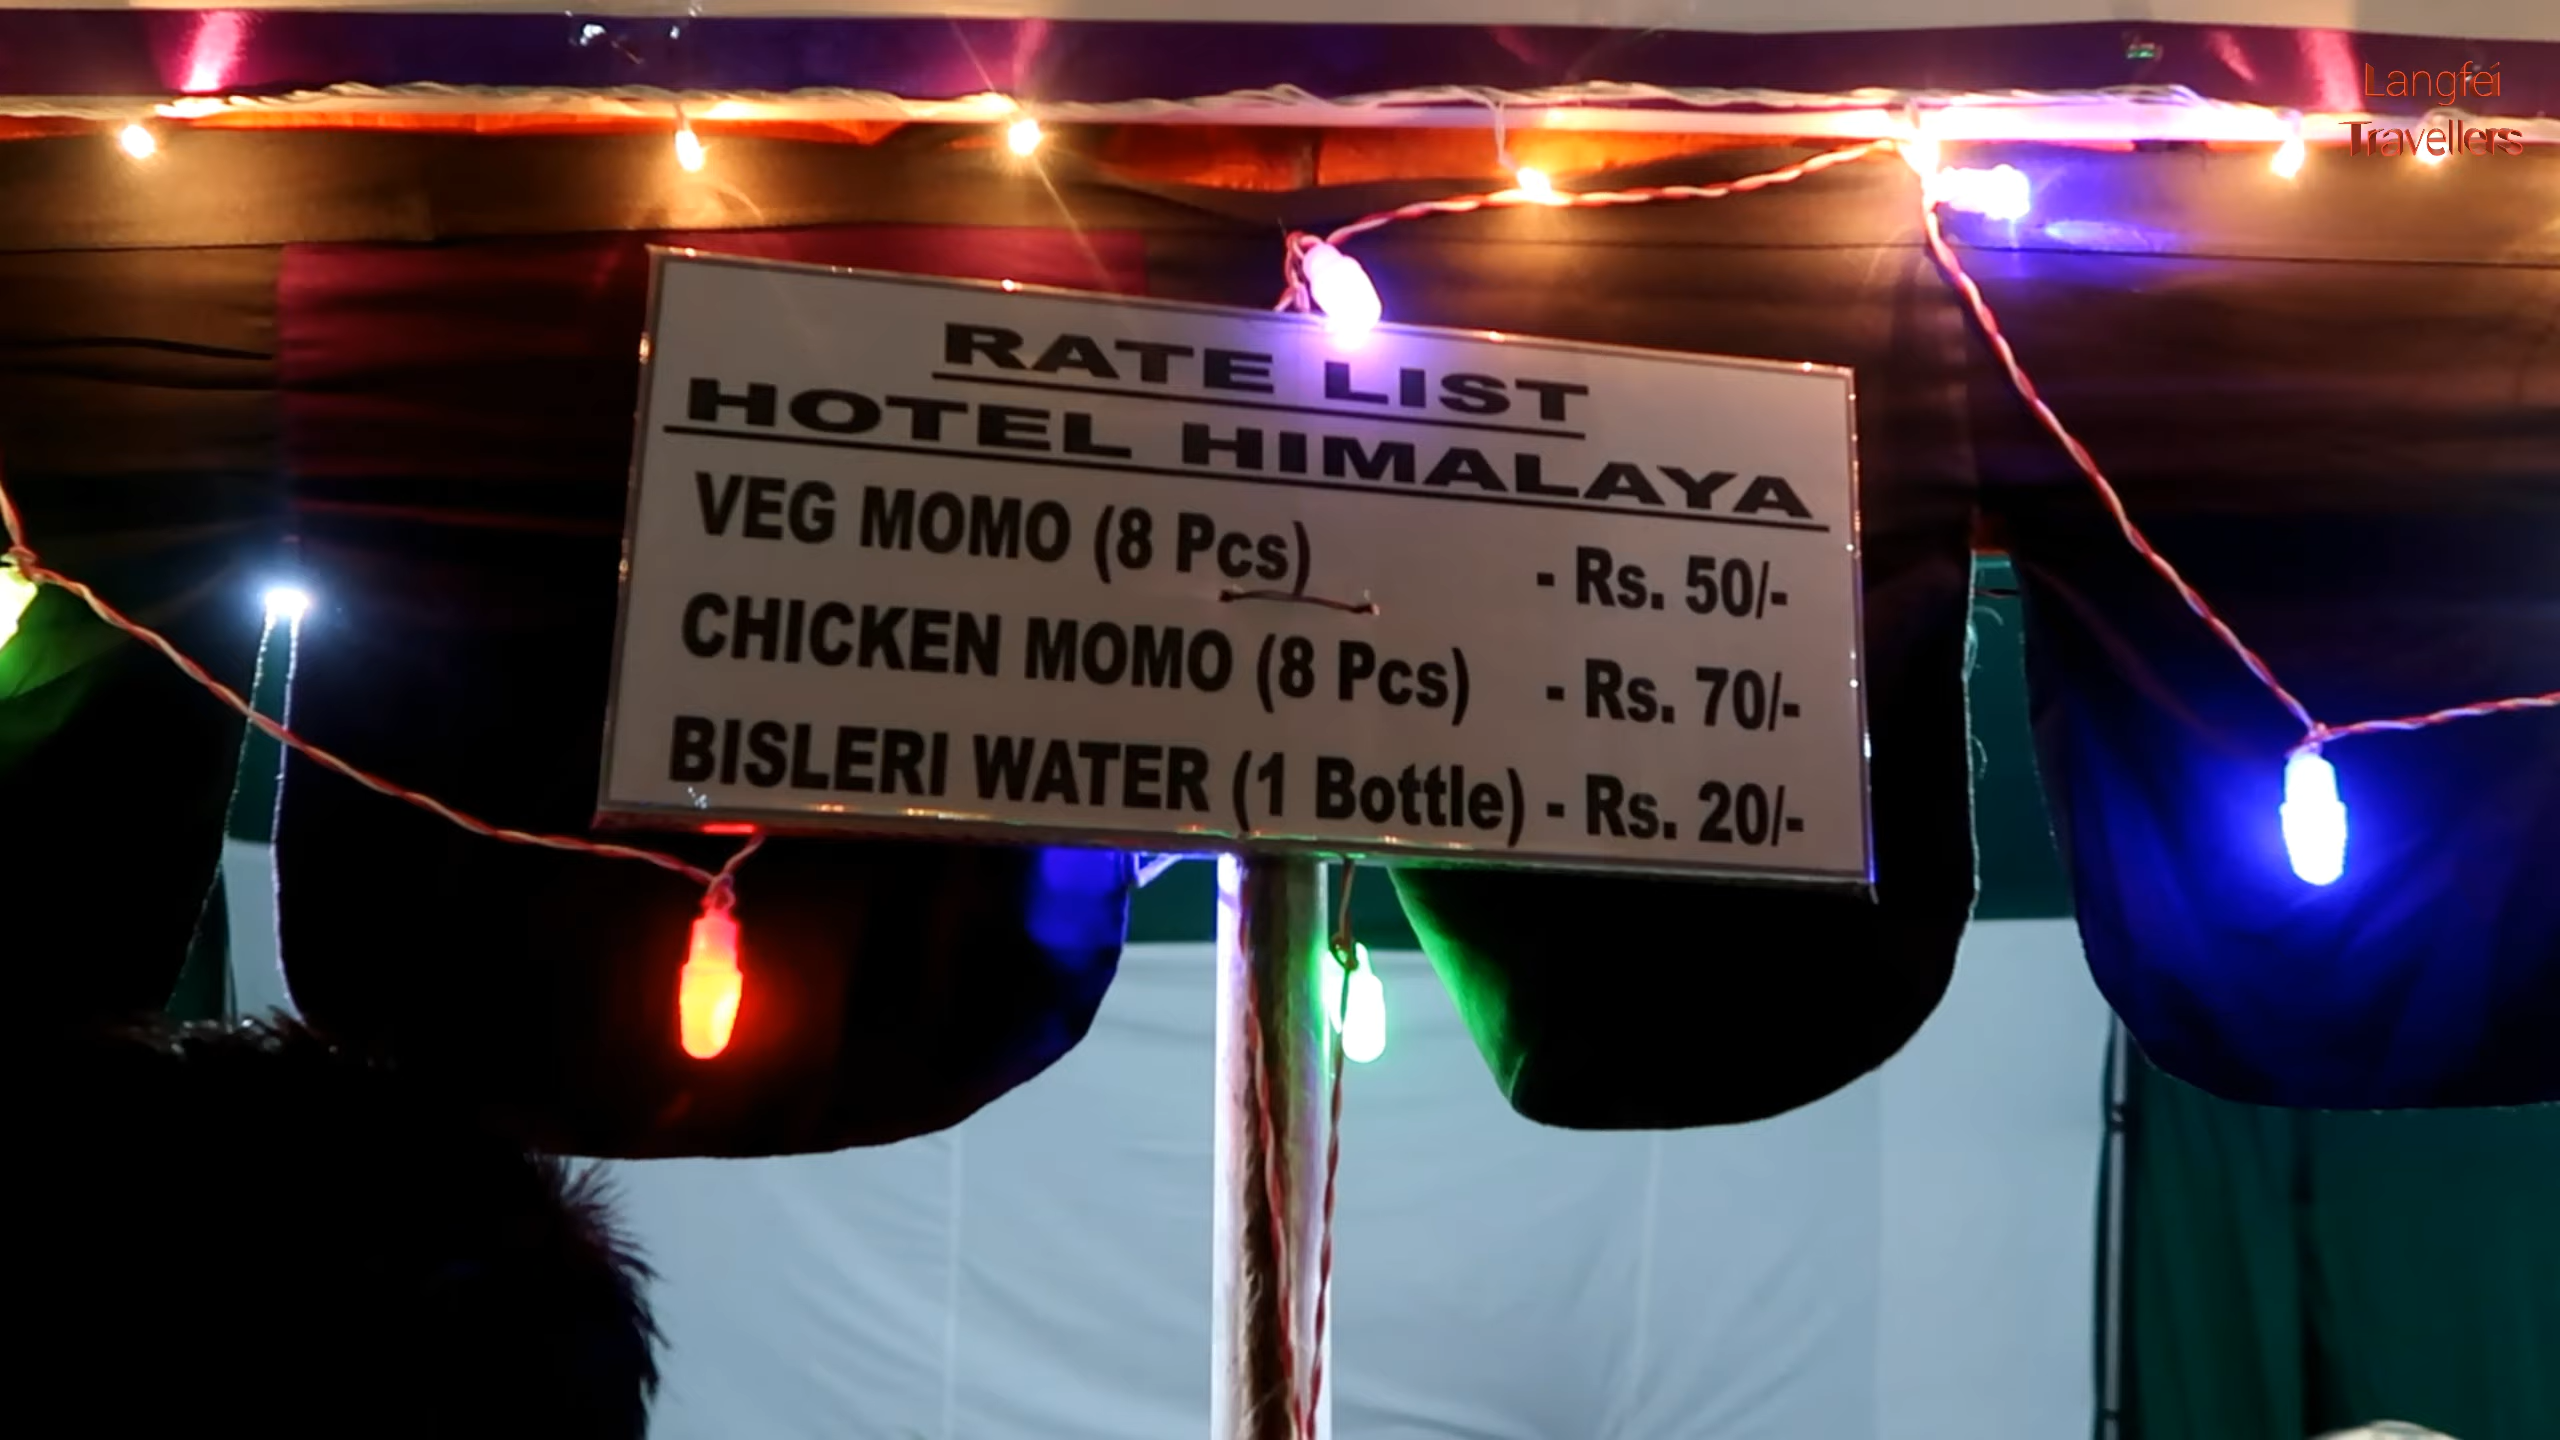 Langfei
Travellers
RATE LIST
HOTEL HIMALAYA
VEG MOMO (8 Pcs) - Rs. 50/-
CHICKEN MOMO (8 Pcs) - Rs. 70/-
BISLERI WATER (1 Bottle) - Rs. 20/-